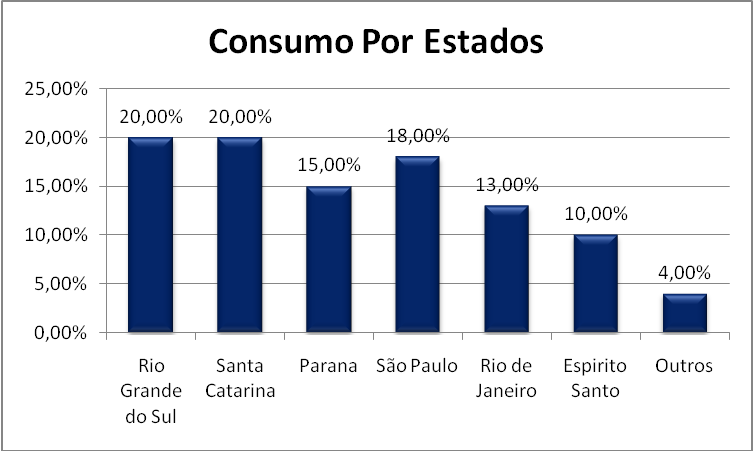 Consumo Por Estados
25,00%
20,00%
15,00%
10,00%
5,00%
0,00%
20,00%
20,00%
15,00%
18,00%
13,00%
10,00%
4,00%
Rio
Grande
do Sul
Santa
Catarina
Parana
São Paulo
Rio de
Janeiro
Espirito
Santo
Outros